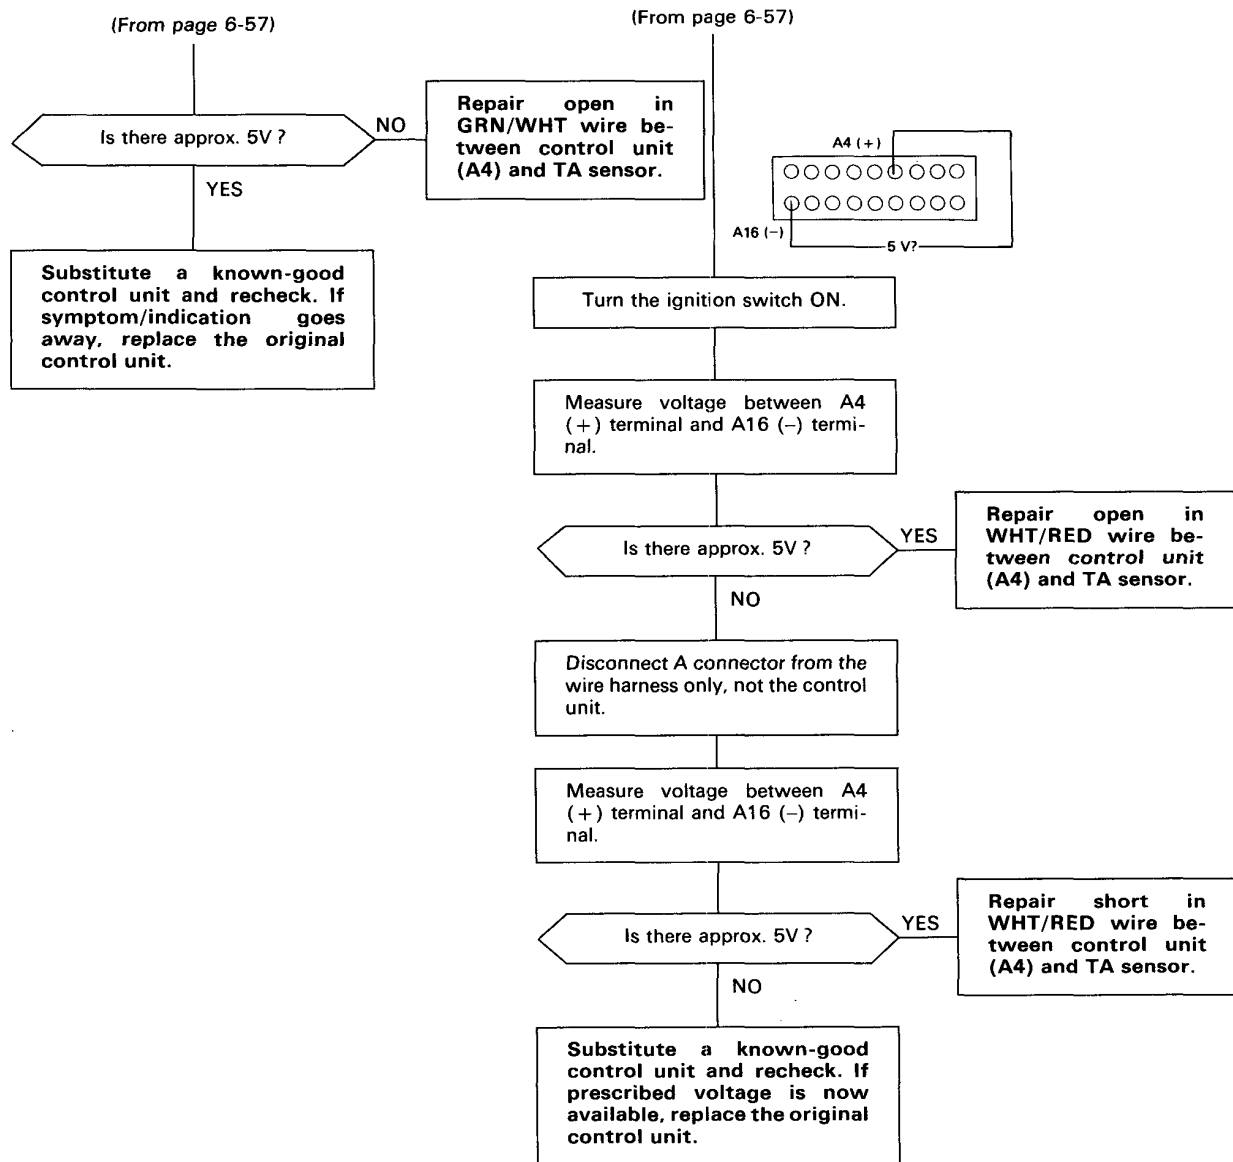 (From page 6-57)
Is there approx. 5V ?
NO
Repair open in
GRN/WHT wire be-
tween control unit
(A4) and TA sensor.
YES
Substitute a known-good
control unit and recheck. If
symptom/indication goes
away, replace the original
control unit.
(From page 6-57)
A4 (+)
A16 (–)
5 V?
Turn the ignition switch ON.
Measure voltage between A4
(+) terminal and A16 (–) termi-
nal.
Is there approx. 5V ?
YES
Repair open in
WHT/RED wire be-
tween control unit
(A4) and TA sensor.
NO
Disconnect A connector from the
wire harness only, not the control
unit.
Measure voltage between A4
(+) terminal and A16 (–) termi-
nal.
Is there approx. 5V ?
YES
Repair short in
WHT/RED wire be-
tween control unit
(A4) and TA sensor.
NO
Substitute a known-good
control unit and recheck. If
prescribed voltage is now
available, replace the original
control unit.